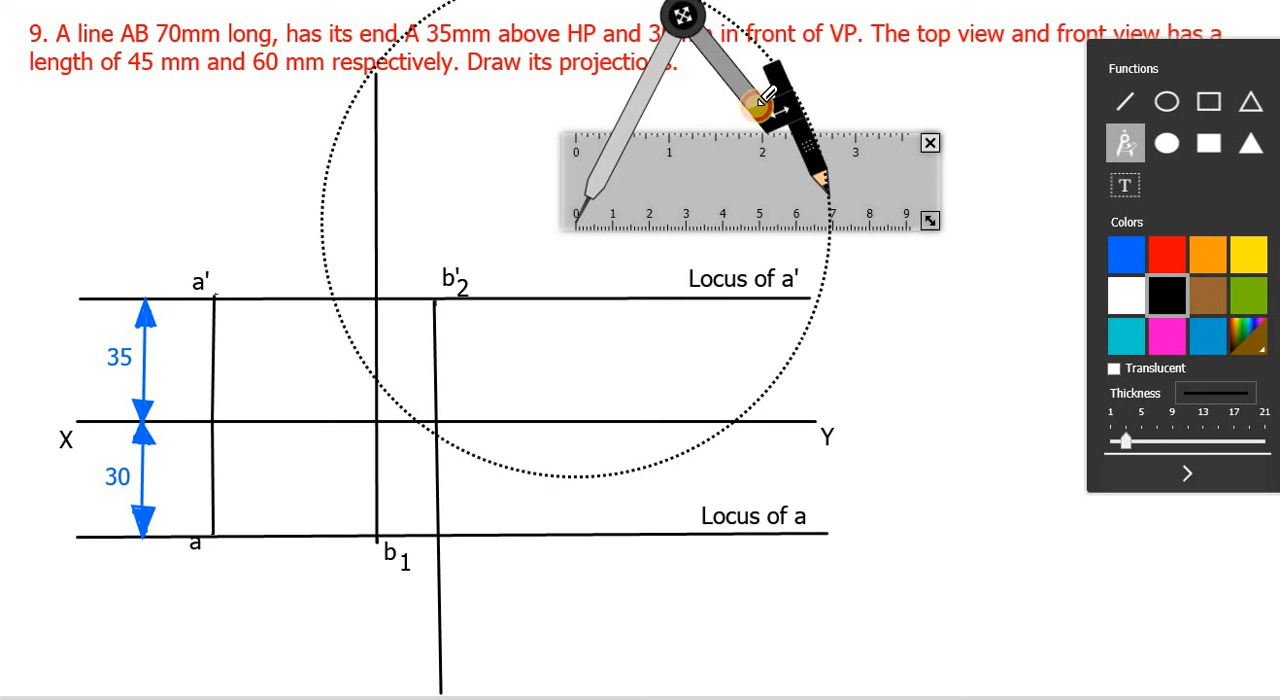 9. A line AB 70mm long, has its end A 35mm above HP and 3 in front of VP. The top view and front view has a
length of 45 mm and 60 mm respectively. Draw its projectio s.
Functions
T
Colors
Translucent
Thickness
1 5 9 13 17 21
0 1 2 3
0 1 2 3 4 5 6 7 8 9
a' b'2 Locus of a'
35
X Y
30
Locus of a
a b1